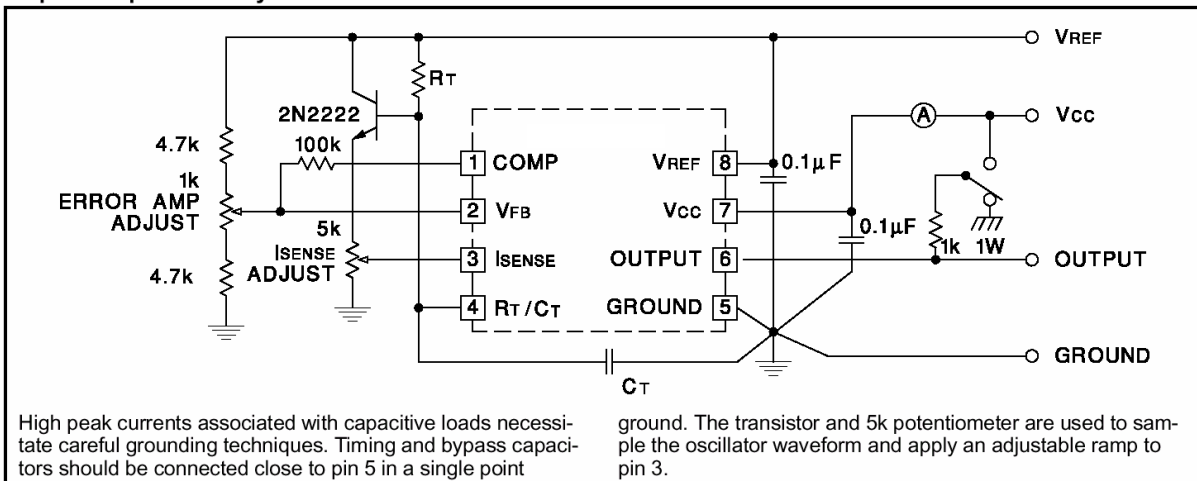 VREF
RT
A
VCC
2N2222
4.7k
100k
1 COMP
VREF 8
0.1µF
1k
ERROR AMP
ADJUST
2 VFB
VCC 7
0.1µF
5k
ISENSE
ADJUST
3 ISENSE
OUTPUT 6
1k
1W
OUTPUT
4.7k
4 RT/CT
GROUND 5
GROUND
CT
High peak currents associated with capacitive loads necessi-
tate careful grounding techniques. Timing and bypass capaci-
tors should be connected close to pin 5 in a single point
ground. The transistor and 5k potentiometer are used to sam-
ple the oscillator waveform and apply an adjustable ramp to
pin 3.